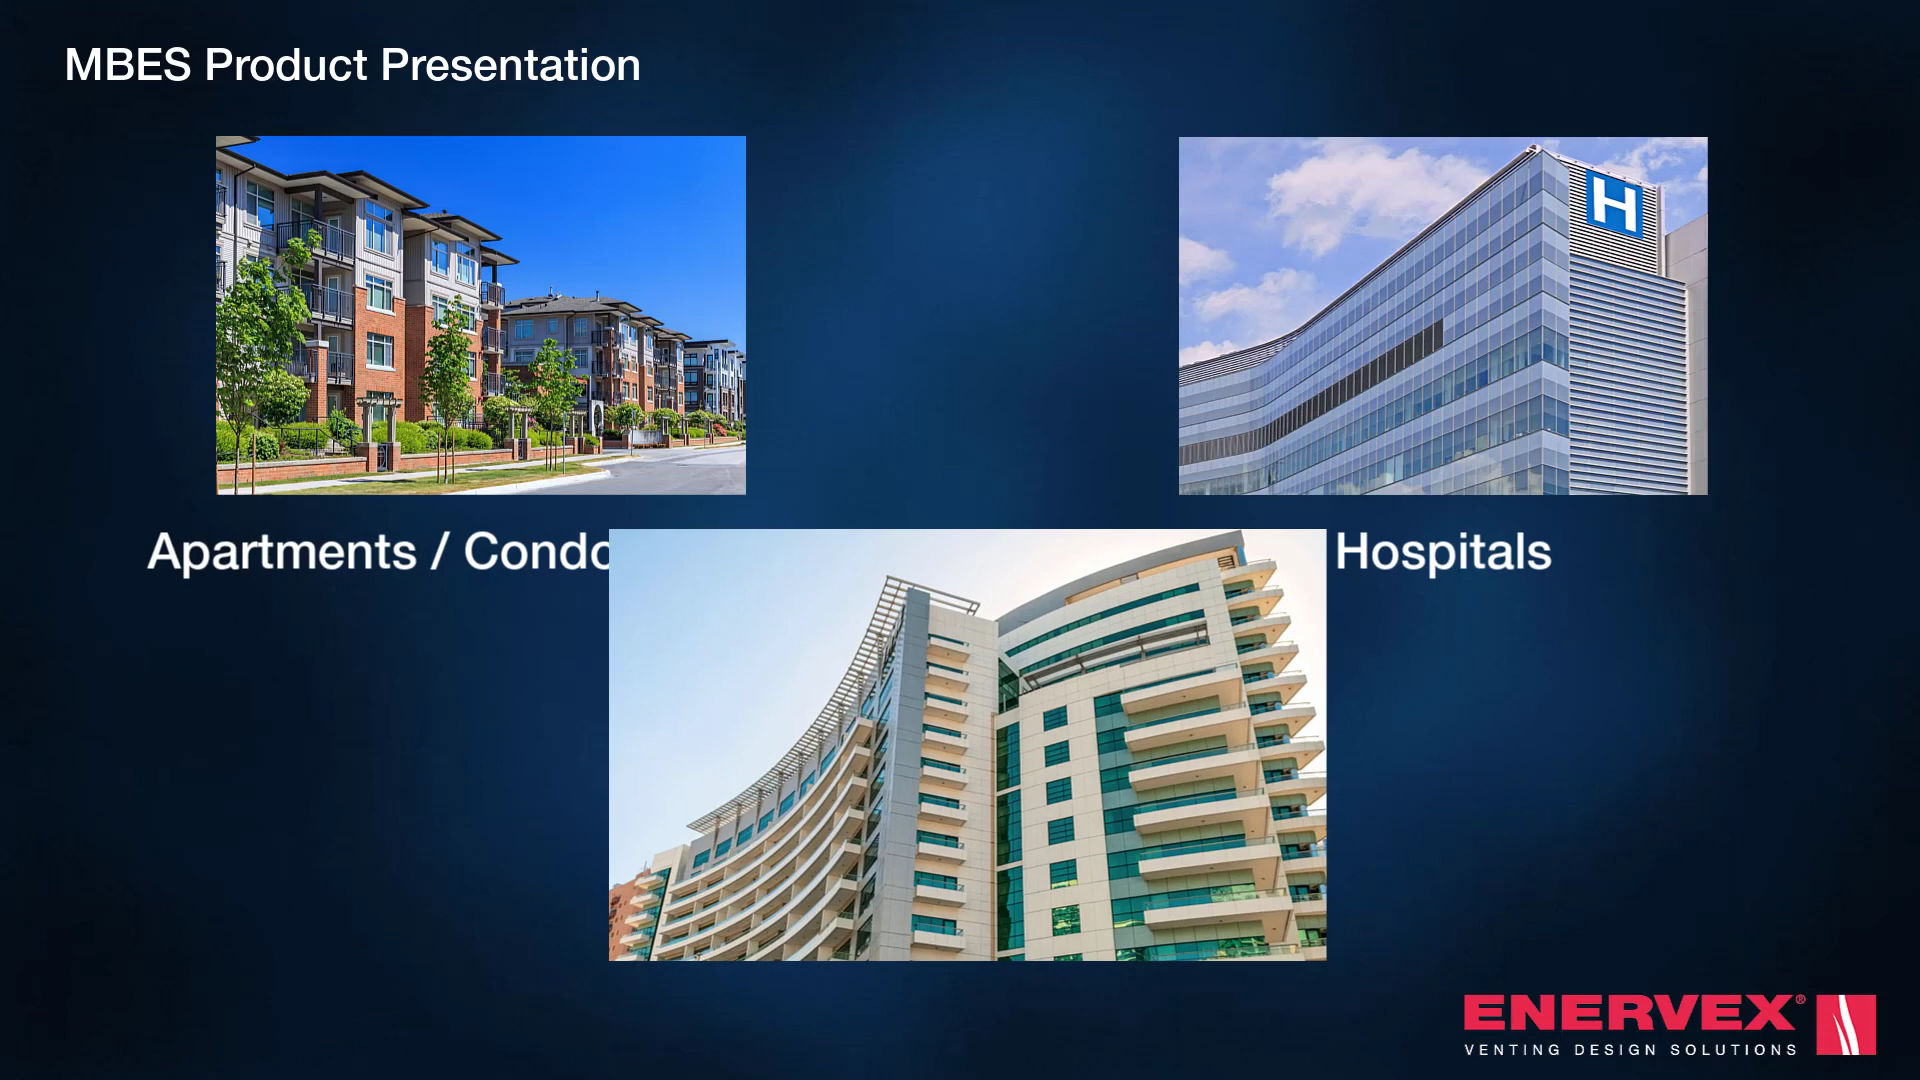 MBES Product Presentation
H
Apartments / Condo
Hospitals
ENERVEX®
VENTING DESIGN SOLUTIONS